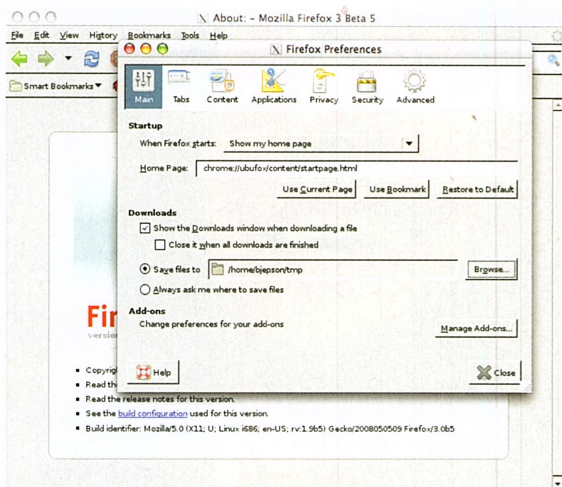 About: - Mozilla Firefox 3 Beta 5
File Edit View History Bookmarks Tools Help
Smart Bookmarks
Firefox Preferences
Main Tabs Content Applications Privacy Security Advanced
Startup
When Firefox starts: Show my home page
Home Page: chrome://ubufox/content/startpage.html
Use Current Page Use Bookmark Restore to Default
Downloads
Show the Downloads window when downloading a file
Close it when all downloads are finished
Save files to /home/bjepson/tmp Browse...
Always ask me where to save files
Add-ons
Change preferences for your add-ons
Manage Add-ons...
Help Close
Fir
version
Copyrig
Read th
Read the release notes for this version.
See the build configuration used for this version.
Build identifier: Mozilla/5.0 (X11; U; Linux i686; en-US; rv:1.9b5) Gecko/2008050509 Firefox/3.0b5